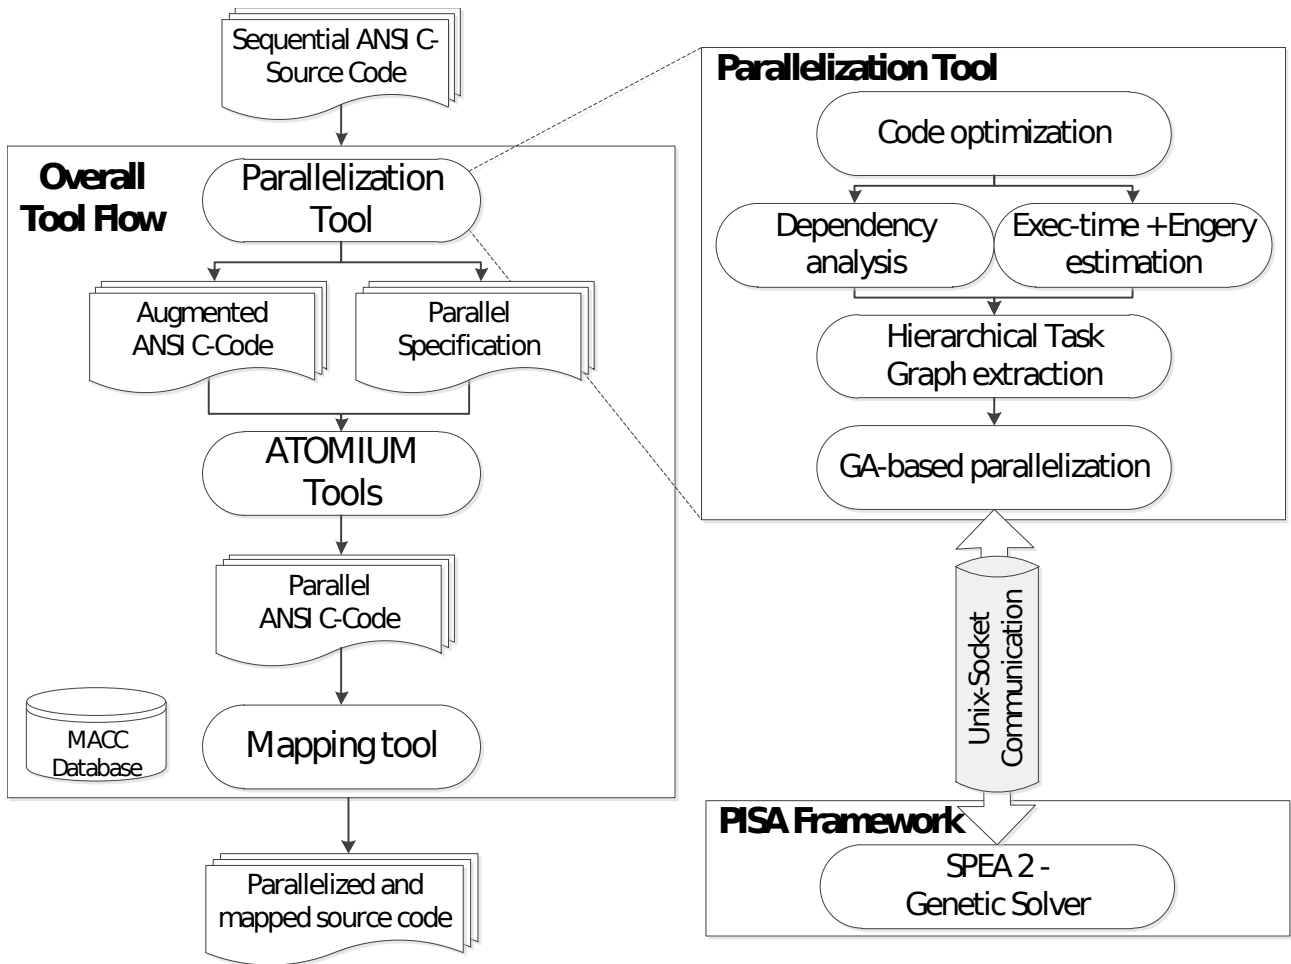 Sequential ANSI C-
Source Code
Overall
Tool Flow
Parallelization
Tool
Augmented
ANSI C-Code
Parallel
Specification
ATOMIUM
Tools
Parallel
ANSI C-Code
MACC
Database
Mapping tool
Parallelized and
mapped source code
Parallelization Tool
Code optimization
Dependency
analysis
Exec-time + Engery
estimation
Hierarchical Task
Graph extraction
GA-based parallelization
Unix-Socket
Communication
PISA Framework
SPEA 2 -
Genetic Solver